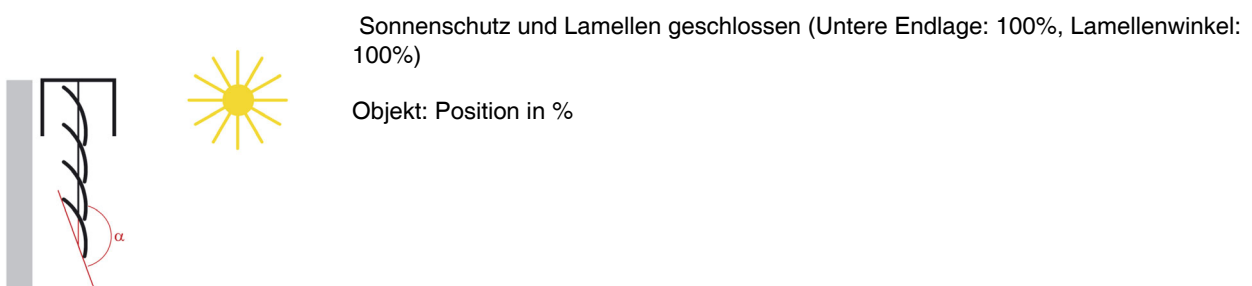 Sonnenschutz und Lamellen geschlossen (Untere Endlage: 100%, Lamellenwinkel:
100%)
Objekt: Position in %
α